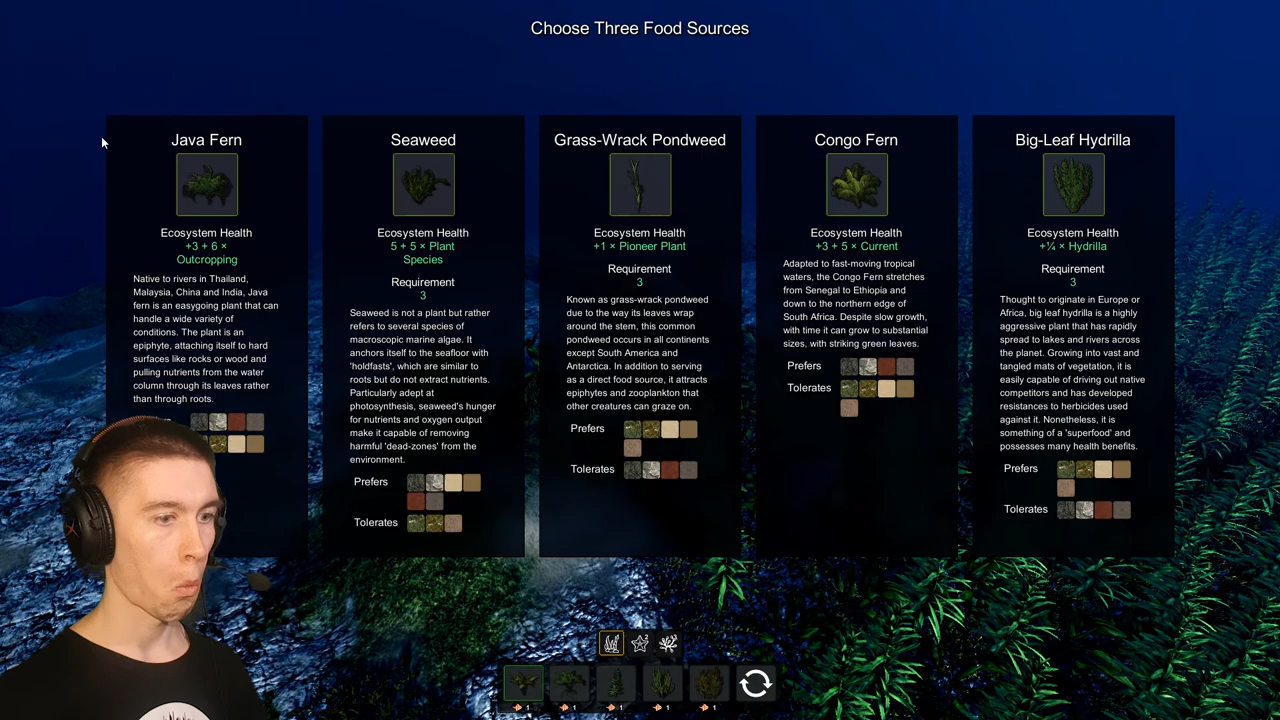 Choose Three Food Sources
Java Fern
Ecosystem Health
+3 + 6 ×
Outcropping
Native to rivers in Thailand,
Malaysia, China and India, Java
fern is an easygoing plant that can
handle a wide variety of
conditions. The plant is an
epiphyte, attaching itself to hard
surfaces like rocks or wood and
pulling nutrients from the water
column through its leaves rather
than through roots.
Seaweed
Ecosystem Health
5 + 5 × Plant
Species
Requirement
3
Seaweed is not a plant but rather
refers to several species of
macroscopic marine algae. It
anchors itself to the seafloor with
'holdfasts', which are similar to
roots but do not extract nutrients.
Particularly adept at
photosynthesis, seaweed's hunger
for nutrients and oxygen output
make it capable of removing
harmful 'dead-zones' from the
environment.
Prefers
Tolerates
Grass-Wrack Pondweed
Ecosystem Health
+1 × Pioneer Plant
Requirement
3
Known as grass-wrack pondweed
due to the way its leaves wrap
around the stem, this common
pondweed occurs in all continents
except South America and
Antarctica. In addition to serving
as a direct food source, it attracts
epiphytes and zooplankton that
other creatures can graze on.
Prefers
Tolerates
Congo Fern
Ecosystem Health
+3 + 5 × Current
Adapted to fast-moving tropical
waters, the Congo Fern stretches
from Senegal to Ethiopia and
down to the northern edge of
South Africa. Despite slow growth,
with time it can grow to substantial
sizes, with striking green leaves.
Prefers
Tolerates
Big-Leaf Hydrilla
Ecosystem Health
+¼ × Hydrilla
Requirement
3
Thought to originate in Europe or
Africa, big leaf hydrilla is a highly
aggressive plant that has rapidly
spread to lakes and rivers across
the planet. Growing into vast and
tangled mats of vegetation, it is
easily capable of driving out native
competitors and has developed
resistances to herbicides used
against it. Nonetheless, it is
something of a 'superfood' and
possesses many health benefits.
Prefers
Tolerates
1 1 1 1 1